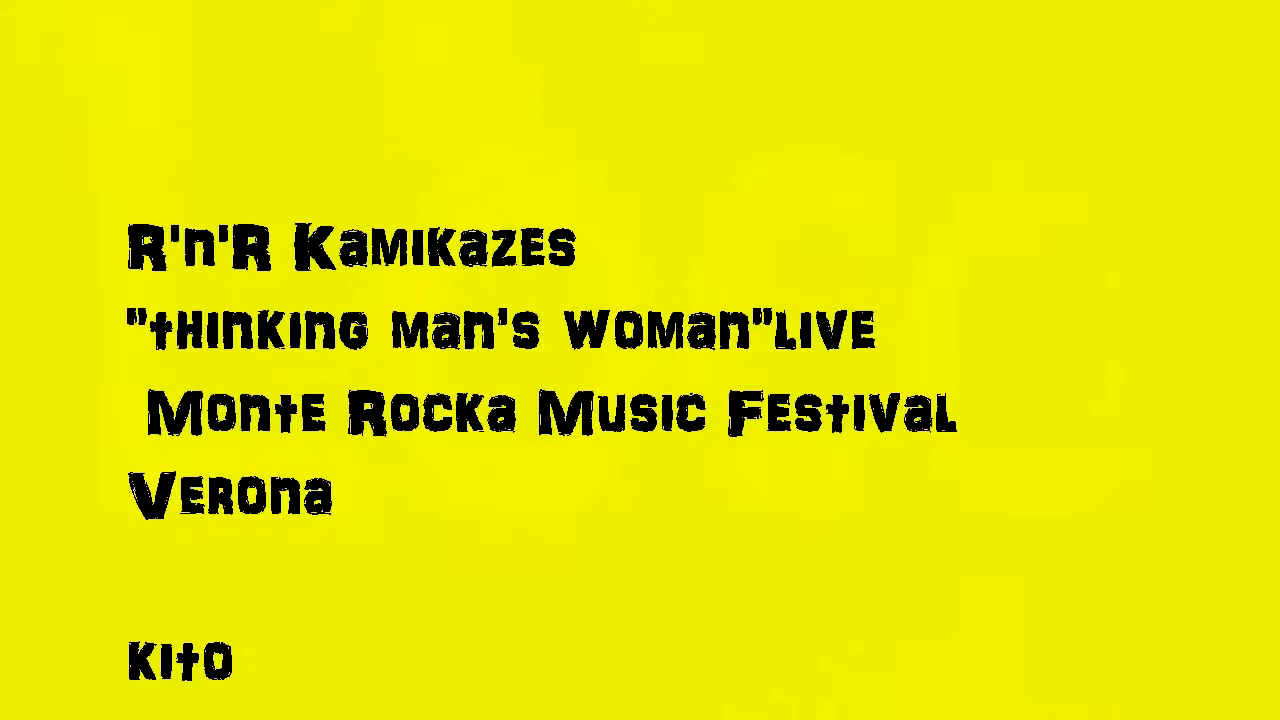 R'n'R Kamikazes
"thinking man's woman"live
Monte Rocka Music Festival
Verona
kito